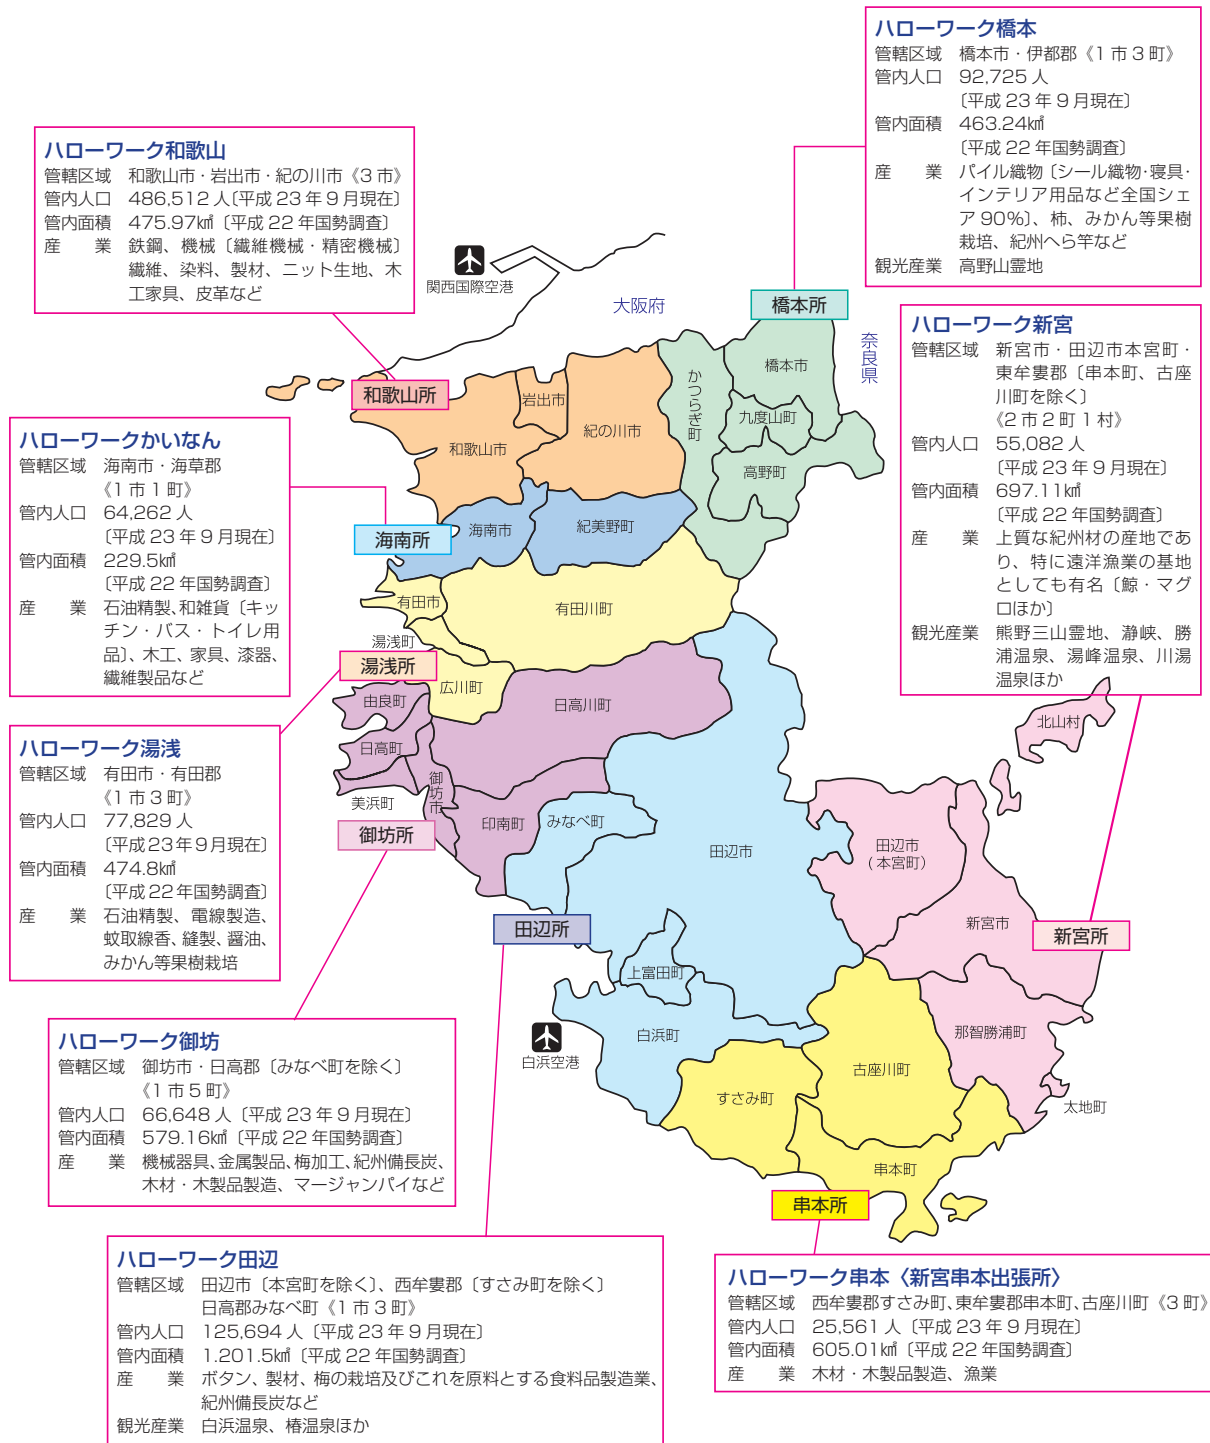 ハローワーク橋本
管轄区域 橋本市・伊都郡《1市3町》
管内人口 92,725人
〔平成23年9月現在〕
管内面積 463.24㎢
〔平成22年国勢調査〕
産　業 パイル織物〔シール織物・寝具・
インテリア用品など全国シェ
ア90%〕、柿、みかん等果樹
栽培、紀州へら竿など
観光産業 高野山霊地
ハローワーク和歌山
管轄区域 和歌山市・岩出市・紀の川市《3市》
管内人口 486,512人〔平成23年9月現在〕
管内面積 475.97㎢〔平成22年国勢調査〕
産　業 鉄鋼、機械〔繊維機械・精密機械〕
繊維、染料、製材、ニット生地、木
工家具、皮革など
関西国際空港
大阪府
奈良県
橋本所
ハローワーク新宮
管轄区域 新宮市・田辺市本宮町・
東牟婁郡〔串本町、古座
川町を除く〕
《2市2町1村》
管内人口 55,082人
〔平成23年9月現在〕
管内面積 697.11㎢
〔平成22年国勢調査〕
産　業 上質な紀州材の産地であ
り、特に遠洋漁業の基地
としても有名〔鯨・マグ
ロほか〕
観光産業 熊野三山霊地、瀞峡、勝
浦温泉、湯峰温泉、川湯
温泉ほか
和歌山所
岩出市
和歌山市
紀の川市
かつらぎ町
橋本市
九度山町
高野町
ハローワークかいなん
管轄区域 海南市・海草郡
《1市1町》
管内人口 64,262人
〔平成23年9月現在〕
管内面積 229.5㎢
〔平成22年国勢調査〕
産　業 石油精製、和雑貨〔キッ
チン・バス・トイレ用
品〕、木工、家具、漆器、
繊維製品など
海南所
海南市
紀美野町
有田市
有田川町
湯浅町
湯浅所
広川町
由良町
日高川町
日高町
御坊市
美浜町
御坊所
印南町
みなべ町
田辺市
田辺市
(本宮町)
北山村
新宮市
新宮所
田辺所
上富田町
白浜町
白浜空港
那智勝浦町
古座川町
すさみ町
太地町
串本町
串本所
ハローワーク湯浅
管轄区域 有田市・有田郡
《1市3町》
管内人口 77,829人
〔平成23年9月現在〕
管内面積 474.8㎢
〔平成22年国勢調査〕
産　業 石油精製、電線製造、
蚊取線香、縫製、醤油、
みかん等果樹栽培
ハローワーク御坊
管轄区域 御坊市・日高郡〔みなべ町を除く〕
《1市5町》
管内人口 66,648人〔平成23年9月現在〕
管内面積 579.16㎢〔平成22年国勢調査〕
産　業 機械器具、金属製品、梅加工、紀州備長炭、
木材・木製品製造、マージャンパイなど
ハローワーク田辺
管轄区域 田辺市〔本宮町を除く〕、西牟婁郡〔すさみ町を除く〕
日高郡みなべ町《1市3町》
管内人口 125,694人〔平成23年9月現在〕
管内面積 1.201.5㎢〔平成22年国勢調査〕
産　業 ボタン、製材、梅の栽培及びこれを原料とする食料品製造業、
紀州備長炭など
観光産業 白浜温泉、椿温泉ほか
ハローワーク串本〈新宮串本出張所〉
管轄区域 西牟婁郡すさみ町、東牟婁郡串本町、古座川町《3町》
管内人口 25,561人〔平成23年9月現在〕
管内面積 605.01㎢〔平成22年国勢調査〕
産　業 木材・木製品製造、漁業